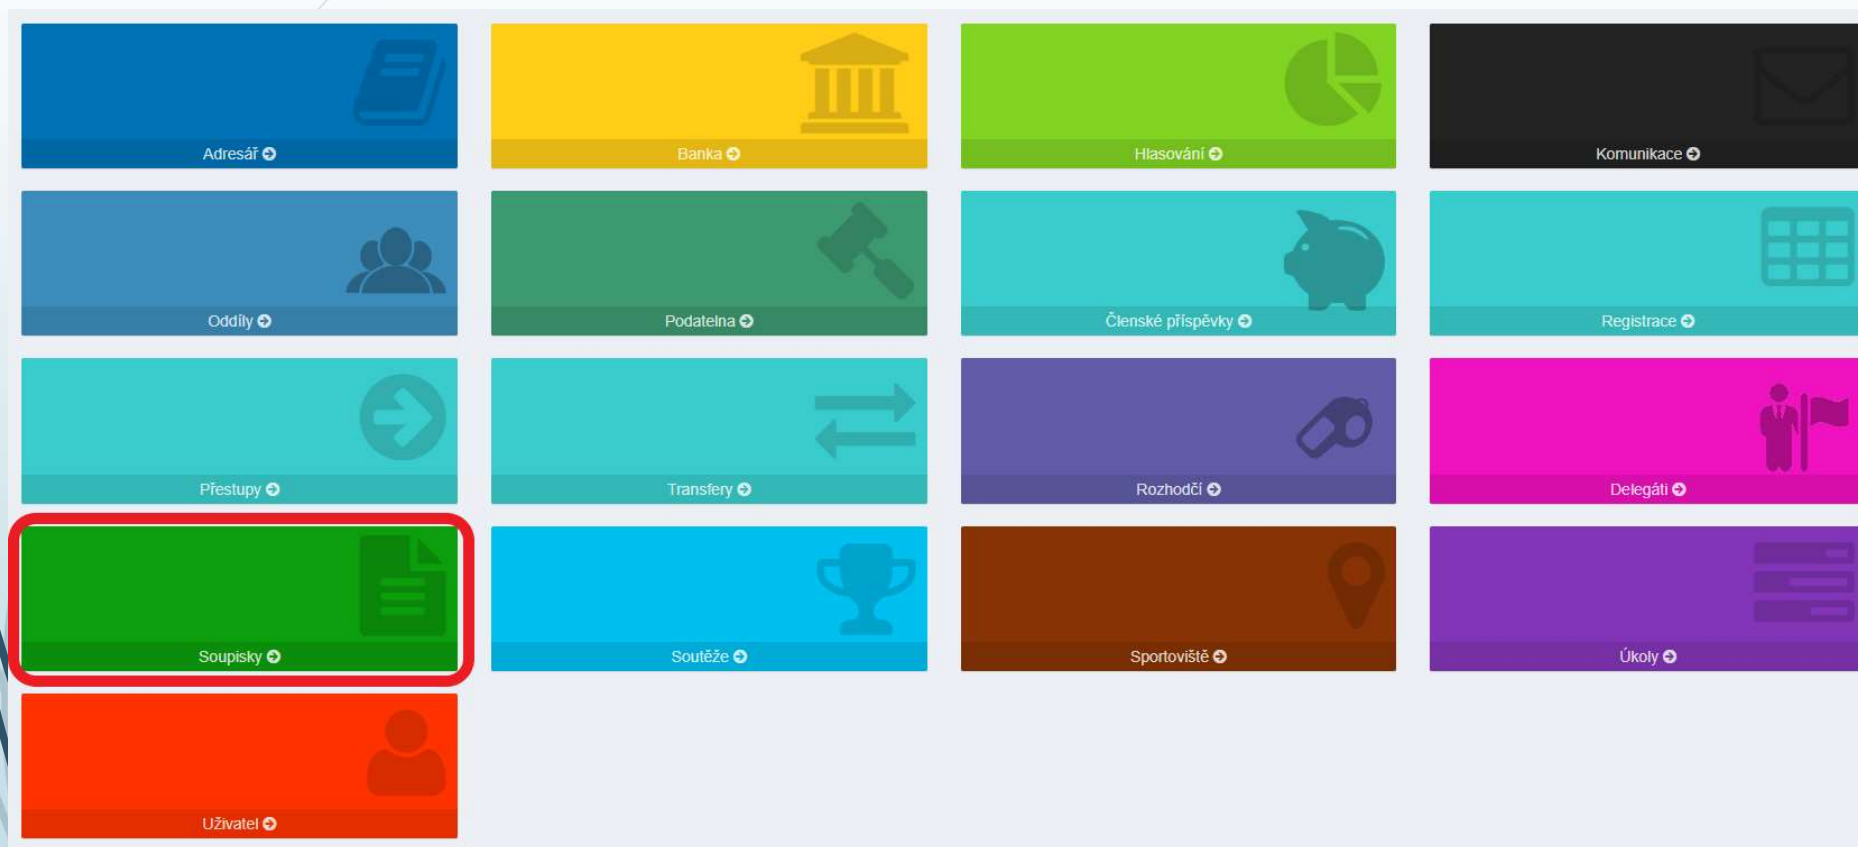 Adresář
Banka
Hlasování
Komunikace
Oddíly
Podatelna
Členské příspěvky
Registrace
Přestupy
Transfery
Rozhodčí
Delegáti
Soupisky
Soutěže
Sportoviště
Úkoly
Uživatel